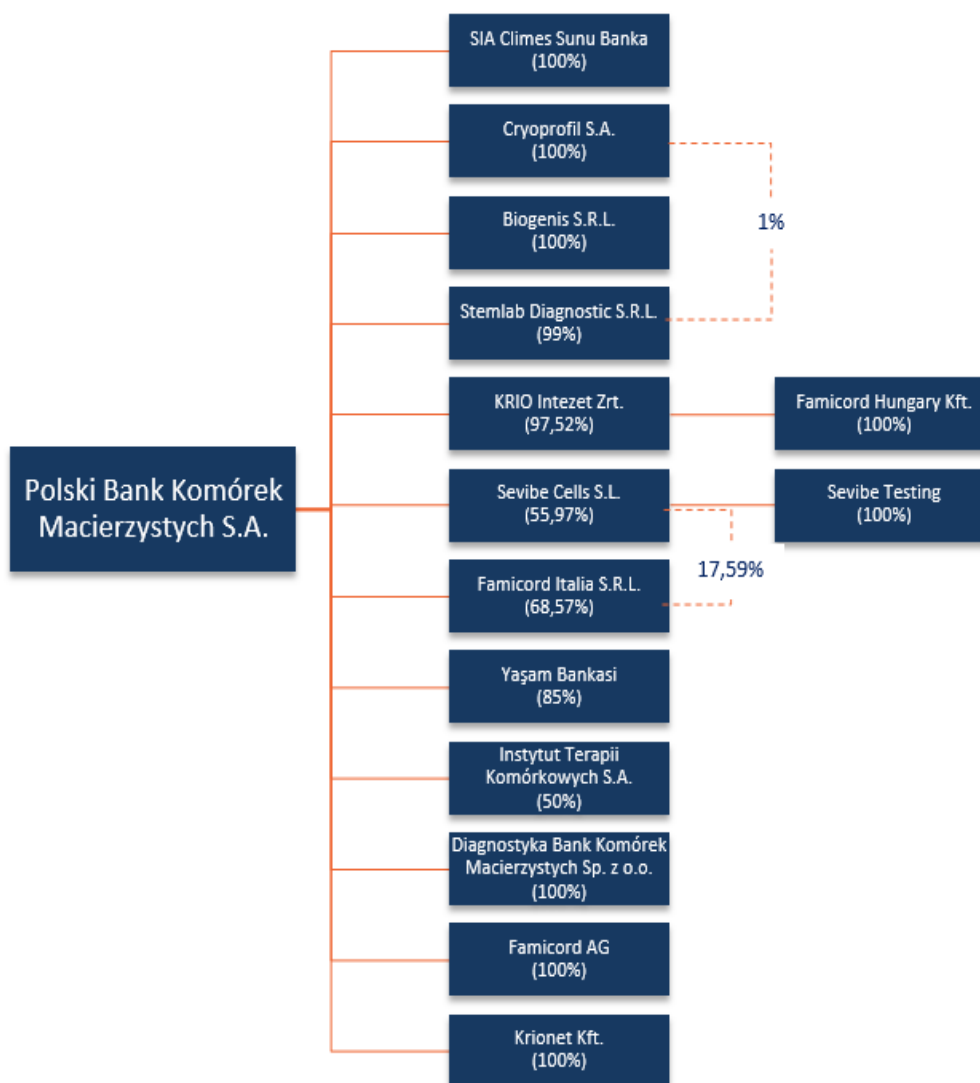 SIA Climes Sunu Banka
(100%)
Cryoprofil S.A.
(100%)
1%
Biogenis S.R.L.
(100%)
Stemlab Diagnostic S.R.L.
(99%)
KRIO Intezet Zrt.
(97,52%)
Famicord Hungary Kft.
(100%)
Polski Bank Komórek
Macierzystych S.A.
Sevibe Cells S.L.
(55,97%)
Sevibe Testing
(100%)
17,59%
Famicord Italia S.R.L.
(68,57%)
Yaşam Bankasi
(85%)
Instytut Terapii
Komórkowych S.A.
(50%)
Diagnostyka Bank Komórek
Macierzystych Sp. z o.o.
(100%)
Famicord AG
(100%)
Krionet Kft.
(100%)